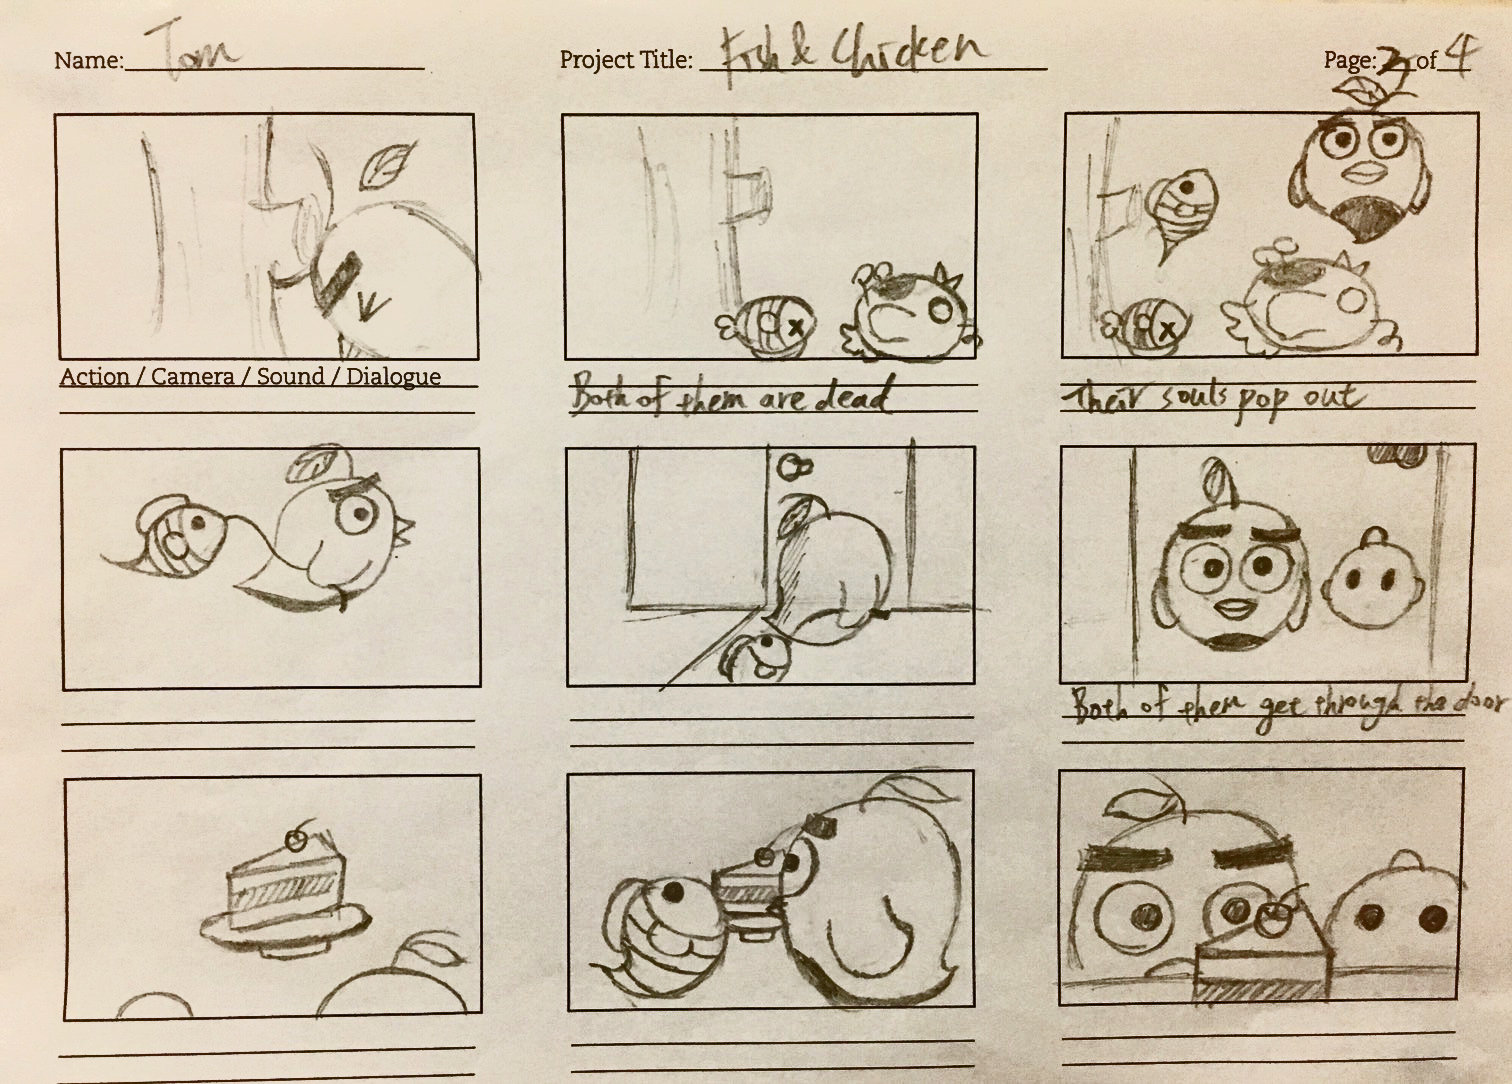 Name: Tom
Project Title: Fish & Chicken
Page: 3 of 4
Action / Camera / Sound / Dialogue
Both of them are dead
Their souls pop out
Both of them get through the door